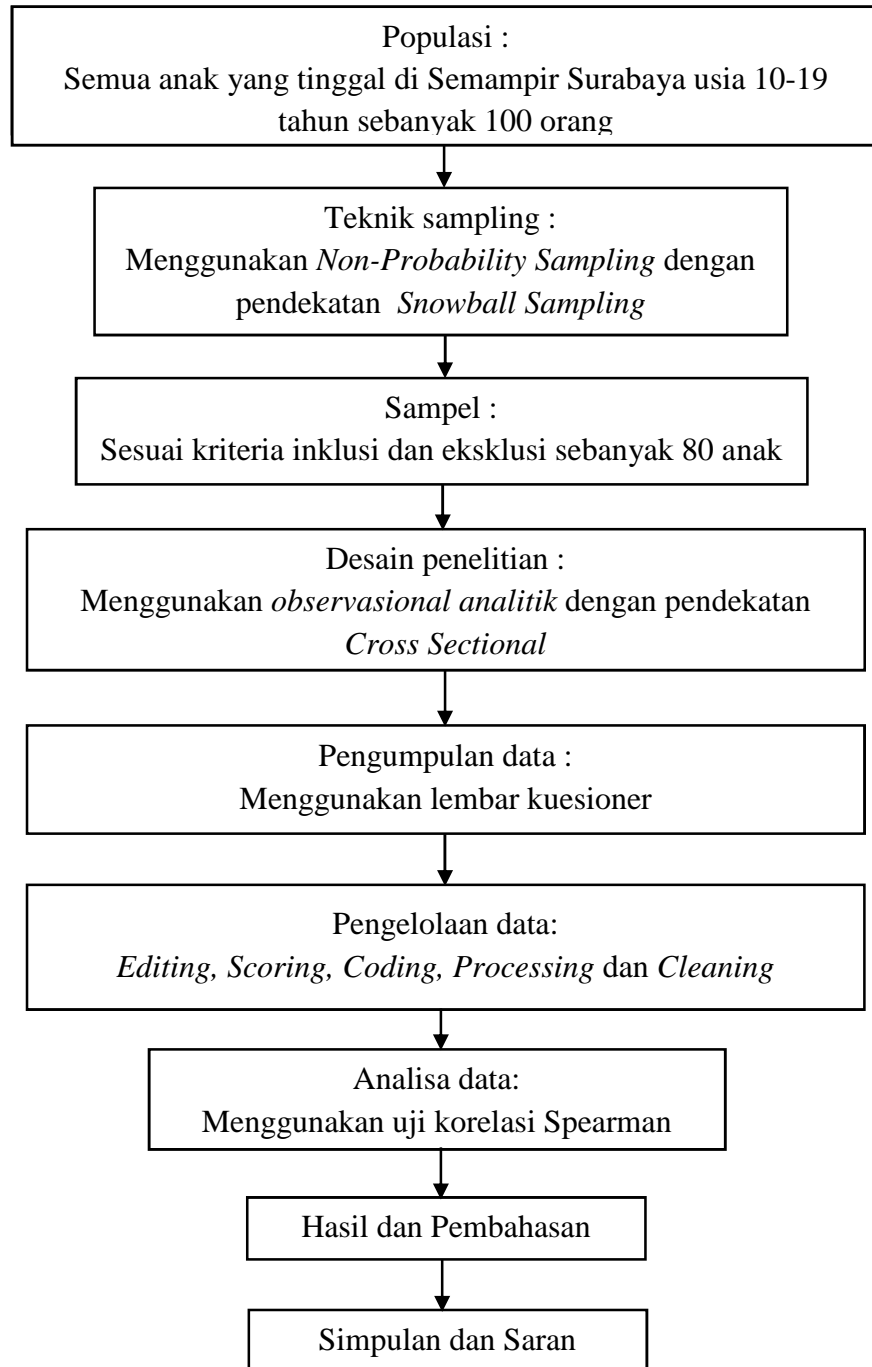 Populasi :
Semua anak yang tinggal di Semampir Surabaya usia 10-19
tahun sebanyak 100 orang
Teknik sampling :
Menggunakan Non-Probability Sampling dengan
pendekatan Snowball Sampling
Sampel :
Sesuai kriteria inklusi dan eksklusi sebanyak 80 anak
Desain penelitian :
Menggunakan observasional analitik dengan pendekatan
Cross Sectional
Pengumpulan data :
Menggunakan lembar kuesioner
Pengelolaan data:
Editing, Scoring, Coding, Processing dan Cleaning
Analisa data:
Menggunakan uji korelasi Spearman
Hasil dan Pembahasan
Simpulan dan Saran